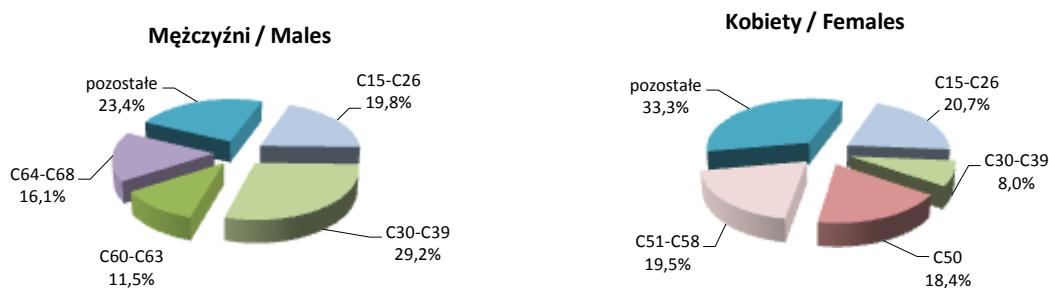 Mężczyźni / Males
pozostałe
23,4%
C15-C26
19,8%
C64-C68
16,1%
C60-C63
11,5%
C30-C39
29,2%
Kobiety / Females
pozostałe
33,3%
C15-C26
20,7%
C30-C39
8,0%
C51-C58
19,5%
C50
18,4%